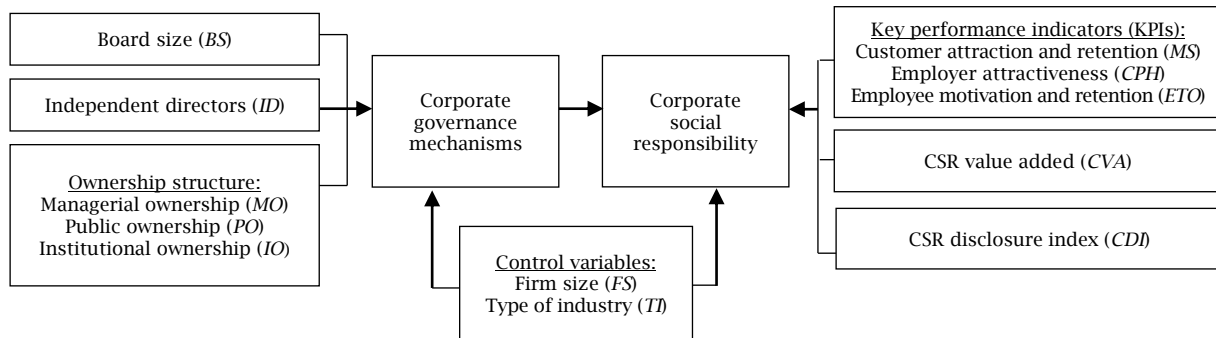 Board size (BS)
Independent directors (ID)
Ownership structure:
Managerial ownership (MO)
Public ownership (PO)
Institutional ownership (IO)
Corporate
governance
mechanisms
Corporate
social
responsibility
Control variables:
Firm size (FS)
Type of industry (TI)
Key performance indicators (KPIs):
Customer attraction and retention (MS)
Employer attractiveness (CPH)
Employee motivation and retention (ETO)
CSR value added (CVA)
CSR disclosure index (CDI)